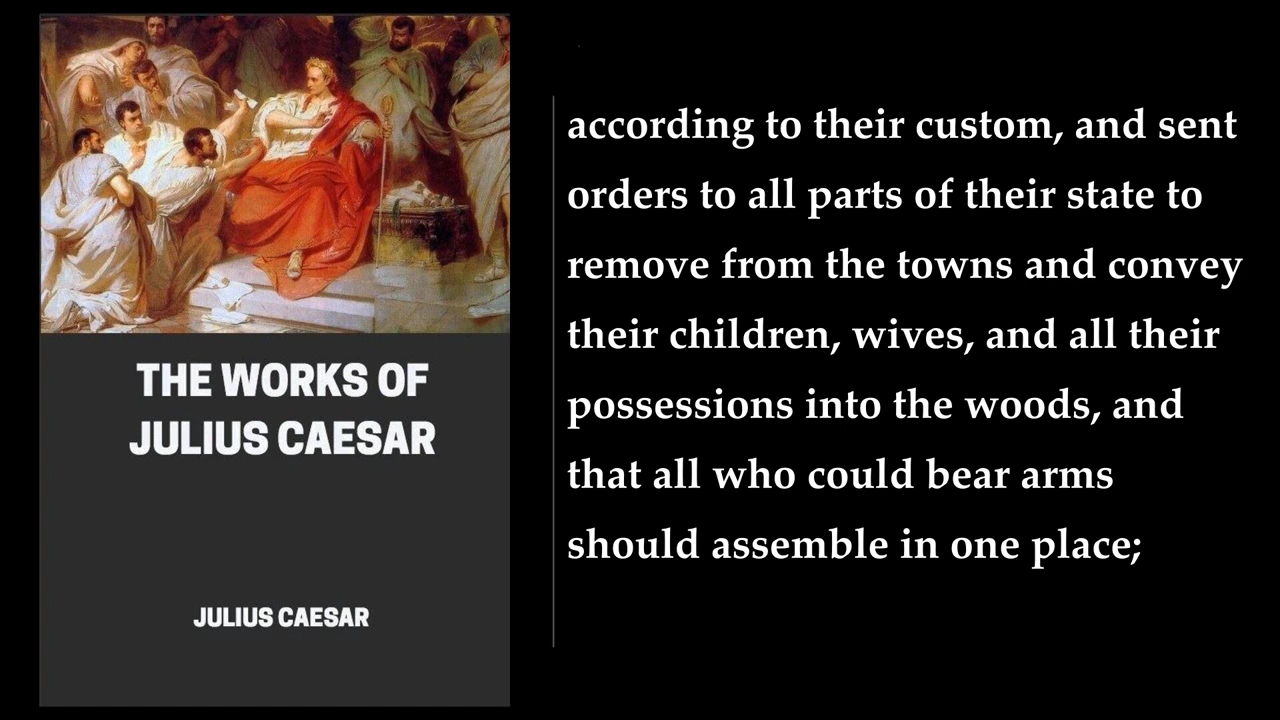 THE WORKS OF
JULIUS CAESAR
JULIUS CAESAR
according to their custom, and sent
orders to all parts of their state to
remove from the towns and convey
their children, wives, and all their
possessions into the woods, and
that all who could bear arms
should assemble in one place;